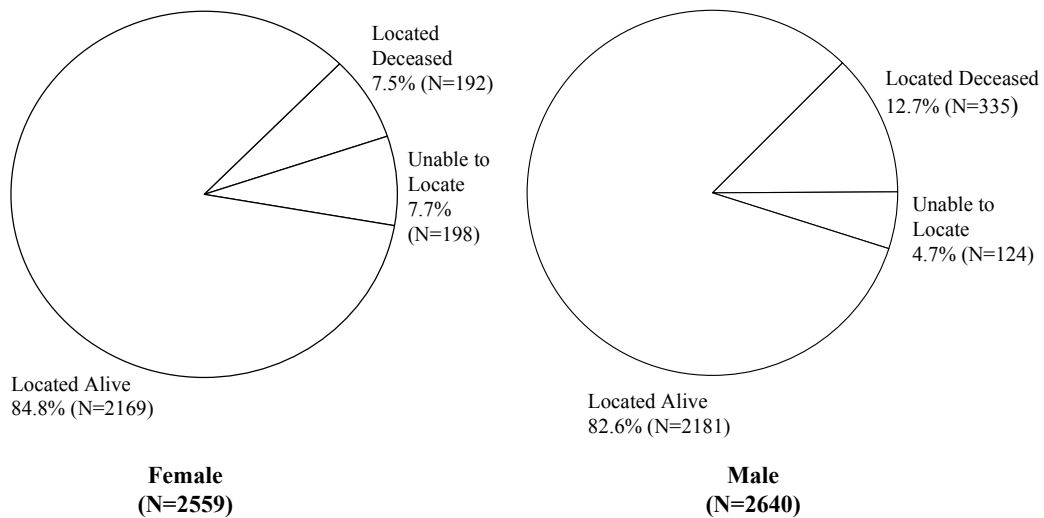 Located
Deceased
7.5% (N=192)
Unable to
Locate
7.7%
(N=198)
Located Alive
84.8% (N=2169)
Female
(N=2559)
Located Deceased
12.7% (N=335)
Unable to
Locate
4.7% (N=124)
Located Alive
82.6% (N=2181)
Male
(N=2640)